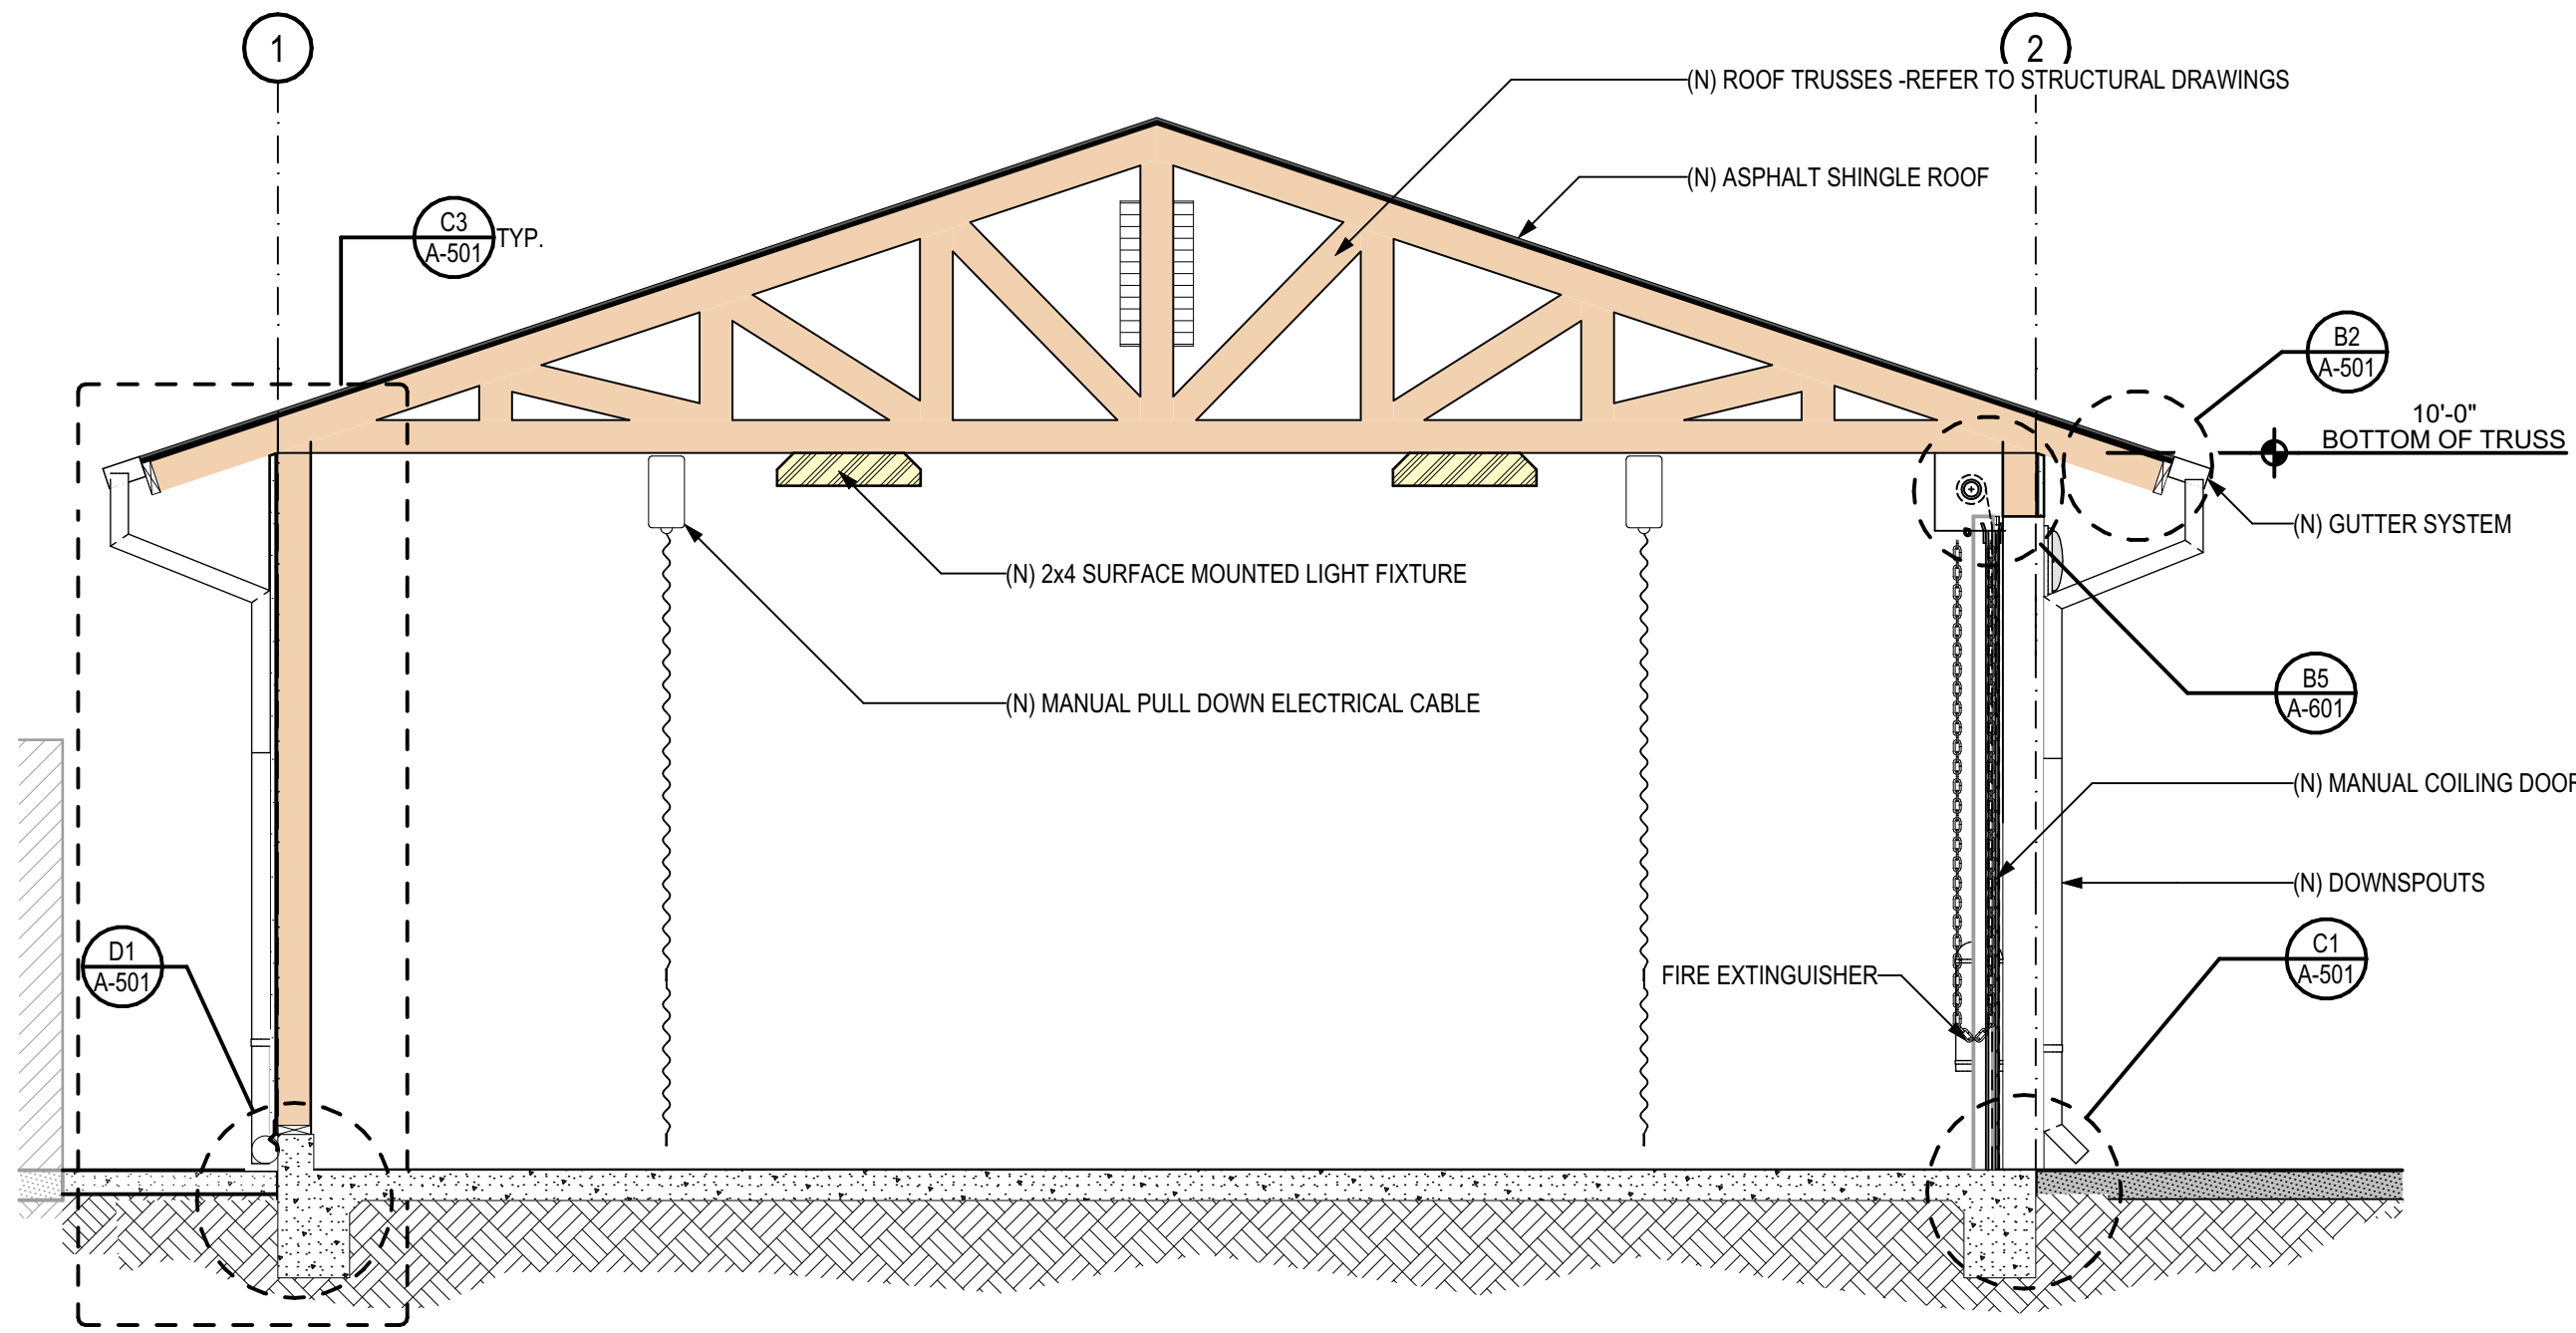 1
2
(N) ROOF TRUSSES -REFER TO STRUCTURAL DRAWINGS
(N) ASPHALT SHINGLE ROOF
C3
A-501
TYP.
B2
A-501
10'-0"
BOTTOM OF TRUSS
(N) GUTTER SYSTEM
(N) 2x4 SURFACE MOUNTED LIGHT FIXTURE
(N) MANUAL PULL DOWN ELECTRICAL CABLE
B5
A-601
(N) MANUAL COILING DOOR
(N) DOWNSPOUTS
D1
A-501
FIRE EXTINGUISHER
C1
A-501